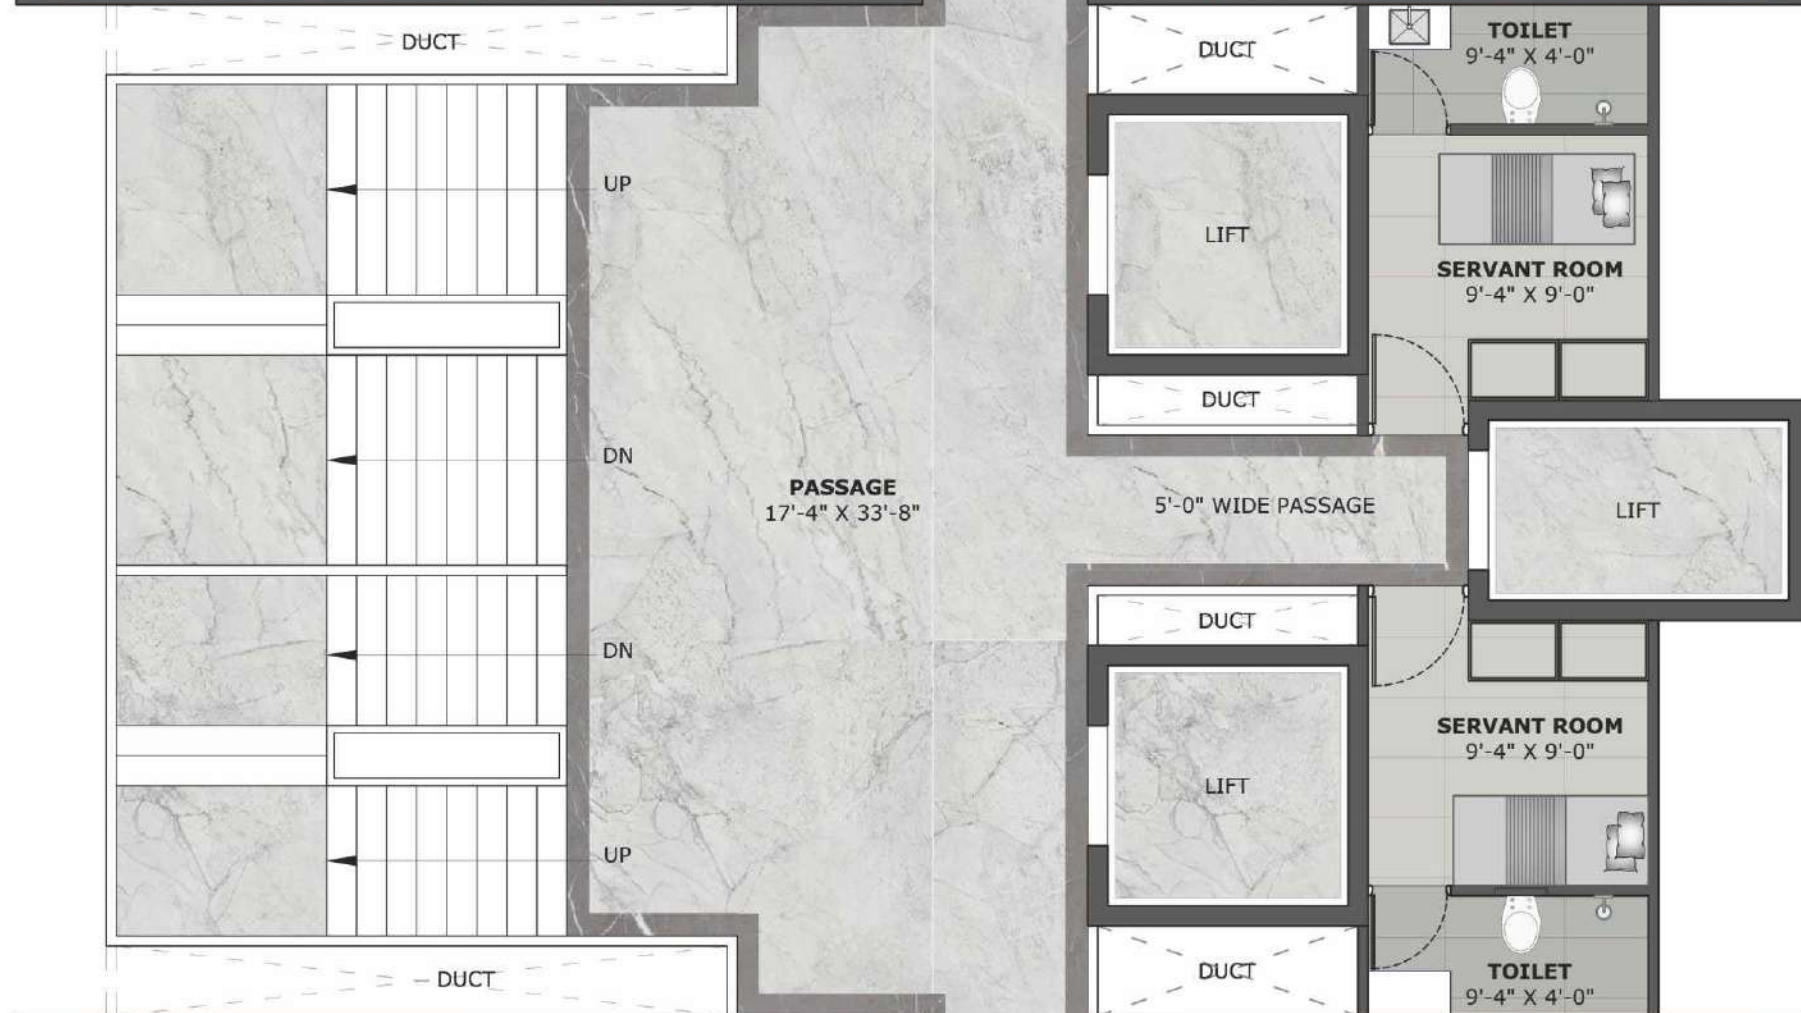 DUCT
DUCT
TOILET
9'-4" X 4'-0"
UP
LIFT
SERVANT ROOM
9'-4" X 9'-0"
DUCT
DN
PASSAGE
17'-4" X 33'-8"
5'-0" WIDE PASSAGE
LIFT
DUCT
DN
SERVANT ROOM
9'-4" X 9'-0"
LIFT
UP
DUCT
DUCT
TOILET
9'-4" X 4'-0"